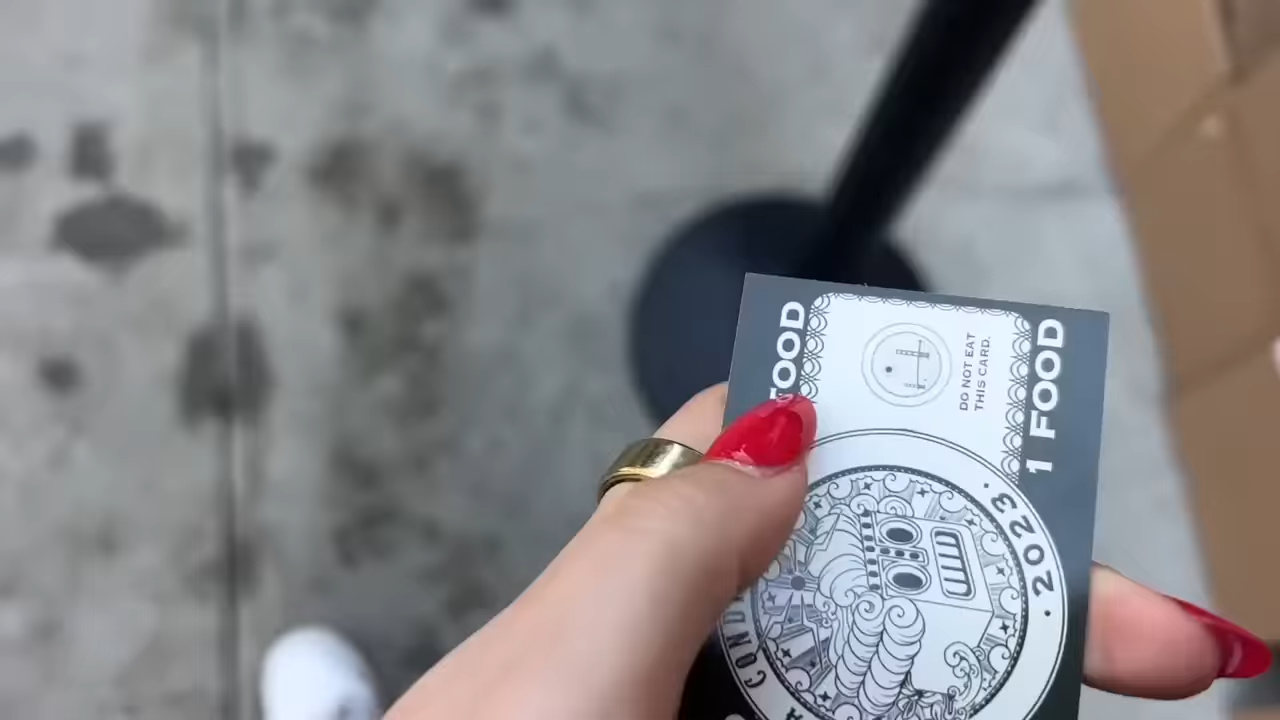 FOOD
DO NOT EAT
THIS CARD.
1 FOOD
· 2023 ·